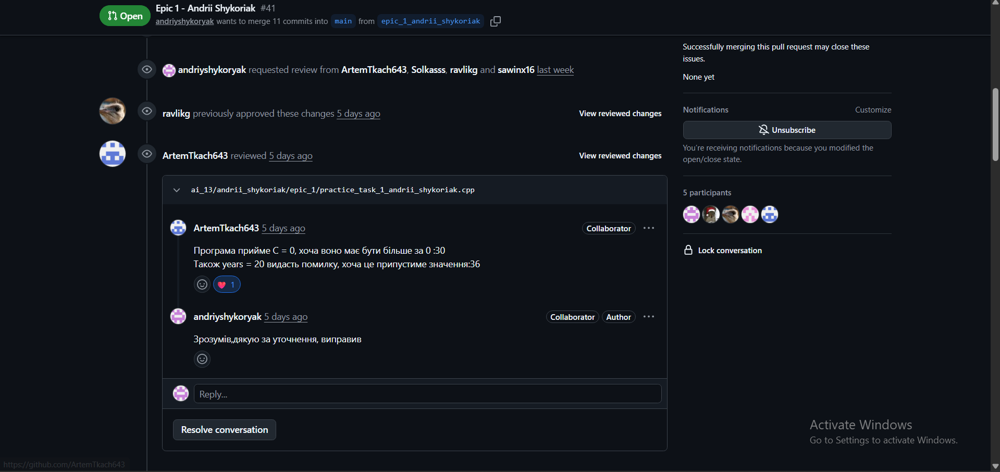 Open
Epic 1 - Andrii Shykoriak #41
andriyshykoryak wants to merge 11 commits into main from epic_1_andrii_shykoriak
andriyshykoryak requested review from ArtemTkach643, Solkasss, ravlikg and sawinx16 last week
ravlikg previously approved these changes 5 days ago
View reviewed changes
ArtemTkach643 reviewed 5 days ago
View reviewed changes
ai_13/andrii_shykoriak/epic_1/practice_task_1_andrii_shykoriak.cpp
ArtemTkach643 5 days ago
Collaborator
Програма прийме C = 0, хоча воно має бути більше за 0 :30
Також years = 20 видасть помилку, хоча це припустиме значення:36
1
andriyshykoryak 5 days ago
Collaborator
Author
Зрозумів,дякую за уточнення, виправив
Reply...
Resolve conversation
Successfully merging this pull request may close these
issues.
None yet
Notifications
Customize
Unsubscribe
You're receiving notifications because you modified the
open/close state.
5 participants
Lock conversation
Activate Windows
Go to Settings to activate Windows.
https://github.com/ArtemTkach643